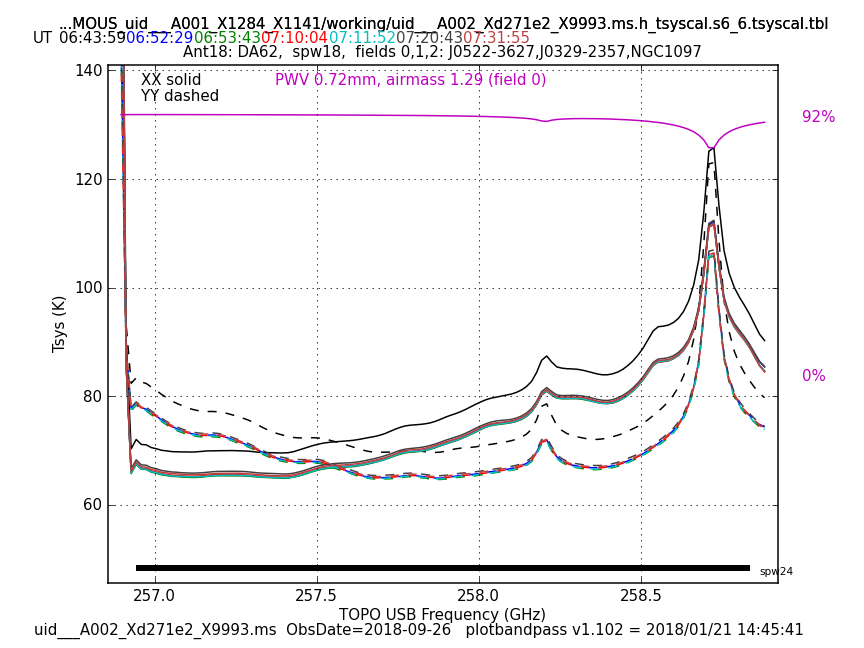 ...MOUS_uid___A001_X1284_X1141/working/uid___A002_Xd271e2_X9993.ms.h_tsyscal.s6_6.tsyscal.tbl
UT 06:43:59 06:52:29 06:53:43 07:10:04 07:11:52 07:20:43 07:31:55
Ant18: DA62, spw18, fields 0,1,2: J0522-3627,J0329-2357,NGC1097
XX solid
YY dashed
PWV 0.72mm, airmass 1.29 (field 0)
92%
0%
140
120
100
80
60
Tsys (K)
spw24
257.0 257.5 258.0 258.5
TOPO USB Frequency (GHz)
uid___A002_Xd271e2_X9993.ms ObsDate=2018-09-26 plotbandpass v1.102 = 2018/01/21 14:45:41